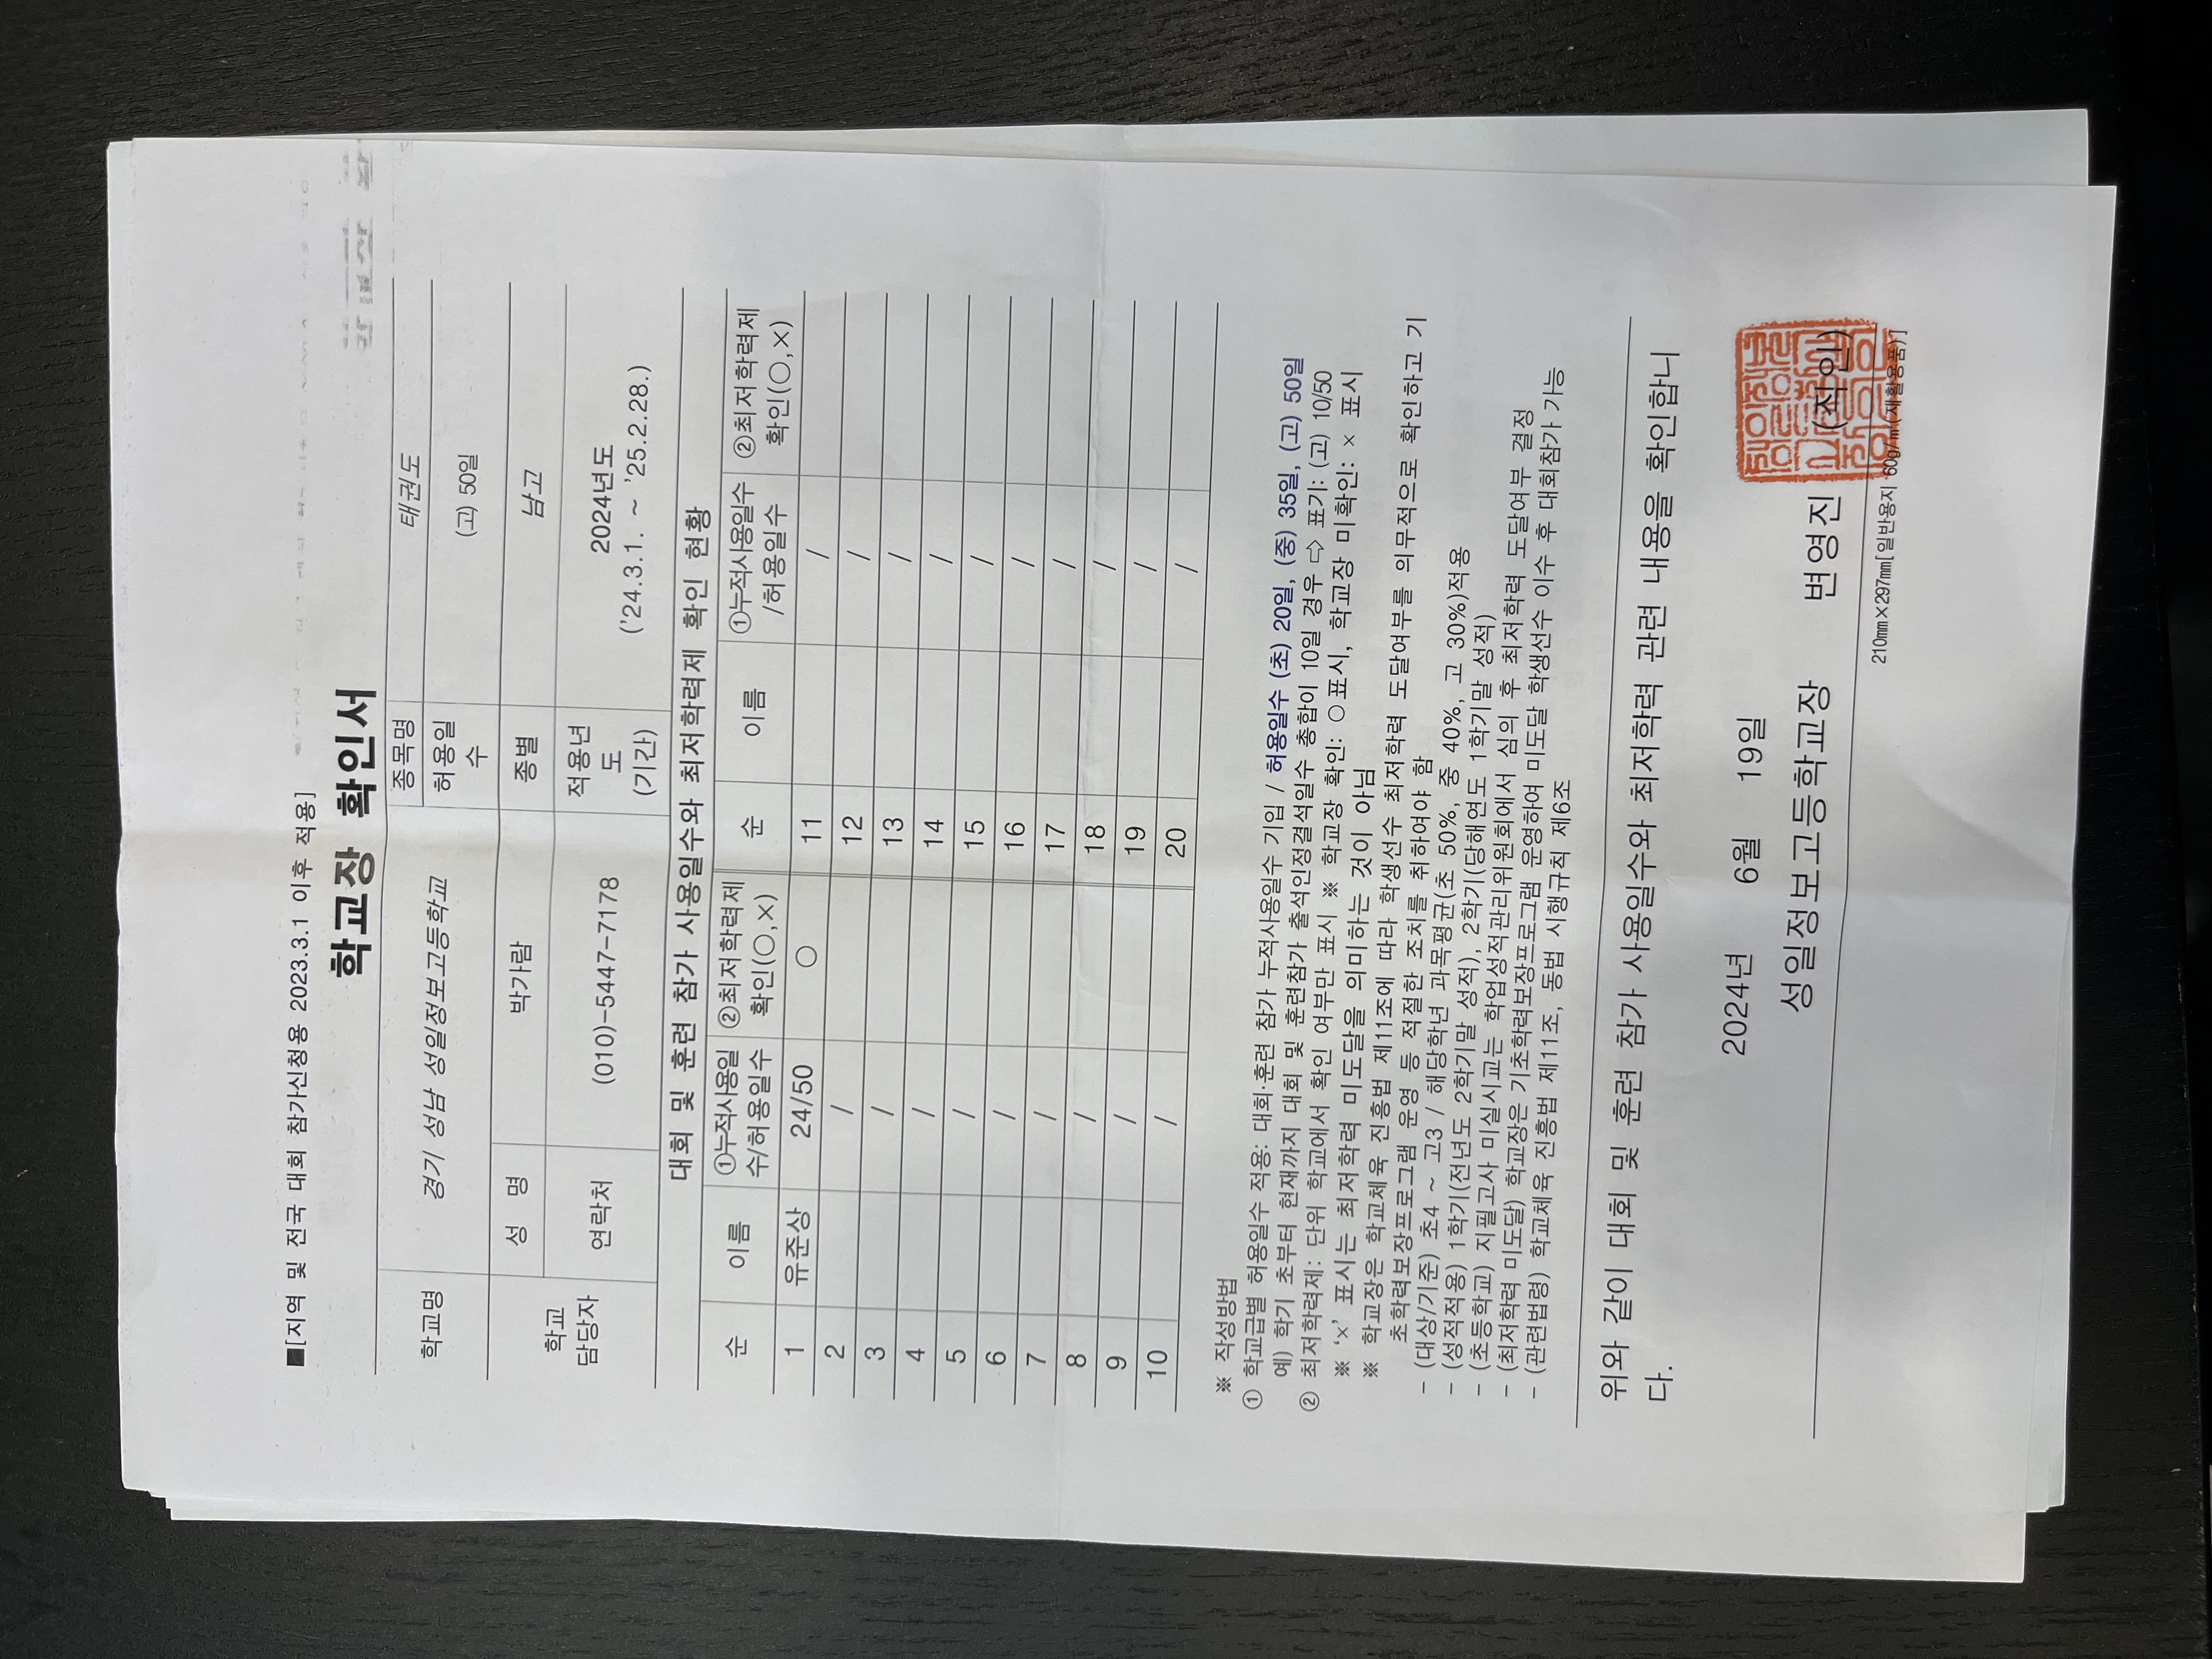 ■[지역 및 전국 대회 참가신청용 2023.3.1 이후 적용]
학교장 확인서
학교명 경기 성남 성일정보고등학교 종목명 태권도
허용일수 (고) 50일
학교 담당자 성 명 박가람 종별 남고
연락처 (010)-5447-7178 적용년도 (기간) 2024년도 ('24.3.1. ~ '25.2.28.)
대회 및 훈련 참가 사용일수와 최저학력제 확인 현황
순 이름 ①누적사용일수/허용일수 ②최저학력제 확인(○,×) 순 이름 ①누적사용일수/허용일수 ②최저학력제 확인(○,×)
1 유준상 24/50 ○ 11 /
2 / 12 /
3 / 13 /
4 / 14 /
5 / 15 /
6 / 16 /
7 / 17 /
8 / 18 /
9 / 19 /
10 / 20 /
※ 작성방법
① 학교급별 허용일수 적용: 대회·훈련 참가 누적사용일수 기입 / 허용일수 (초) 20일, (중) 35일, (고) 50일
예) 학기 초부터 현재까지 대회 및 훈련참가 출석인정결석일수 총합이 10일 경우 ⇨ 표기: (고) 10/50
② 최저학력제: 단위 학교에서 확인 여부만 표시 ※ 학교장 확인: ○표시, 학교장 미확인: × 표시
※ '×' 표시는 최저학력 미도달을 의미하는 것이 아님
※ 학교장은 학교체육 진흥법 제11조에 따라 학생선수 최저학력 도달여부를 의무적으로 확인하고 기
초학력보장프로그램 운영 등 적절한 조치를 취하여야 함
- (대상/기준) 초4 ~ 고3 / 해당학년 과목평균(초 50%, 중 40%, 고 30%)적용
- (성적적용) 1학기(전년도 2학기말 성적), 2학기(당해연도 1학기말 성적)
- (초등학교) 지필고사 미실시교는 학업성적관리위원회에서 심의 후 최저학력 도달여부 결정
- (최저학력 미도달) 학교장은 기초학력보장프로그램 운영하여 미도달 학생선수 이수 후 대회참가 가능
- (관련법령) 학교체육 진흥법 제11조, 동법 시행규칙 제6조
위와 같이 대회 및 훈련 참가 사용일수와 최저학력 관련 내용을 확인합니
다.
2024년 6월 19일
성일정보고등학교장 변영진 (직인)
210mm×297mm[일반용지 60g/㎡(재활용품)]